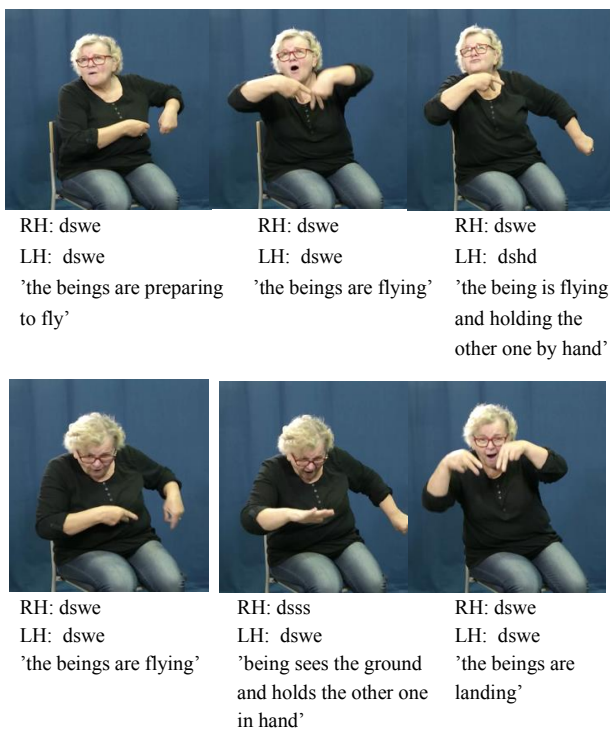 RH: dswe
LH: dswe
’the beings are preparing
to fly’
RH: dswe
LH: dswe
’the beings are flying’
RH: dswe
LH: dshd
’the being is flying
and holding the
other one by hand’
RH: dswe
LH: dswe
’the beings are flying’
RH: dsss
LH: dswe
’being sees the ground
and holds the other one
in hand’
RH: dswe
LH: dswe
’the beings are
landing’